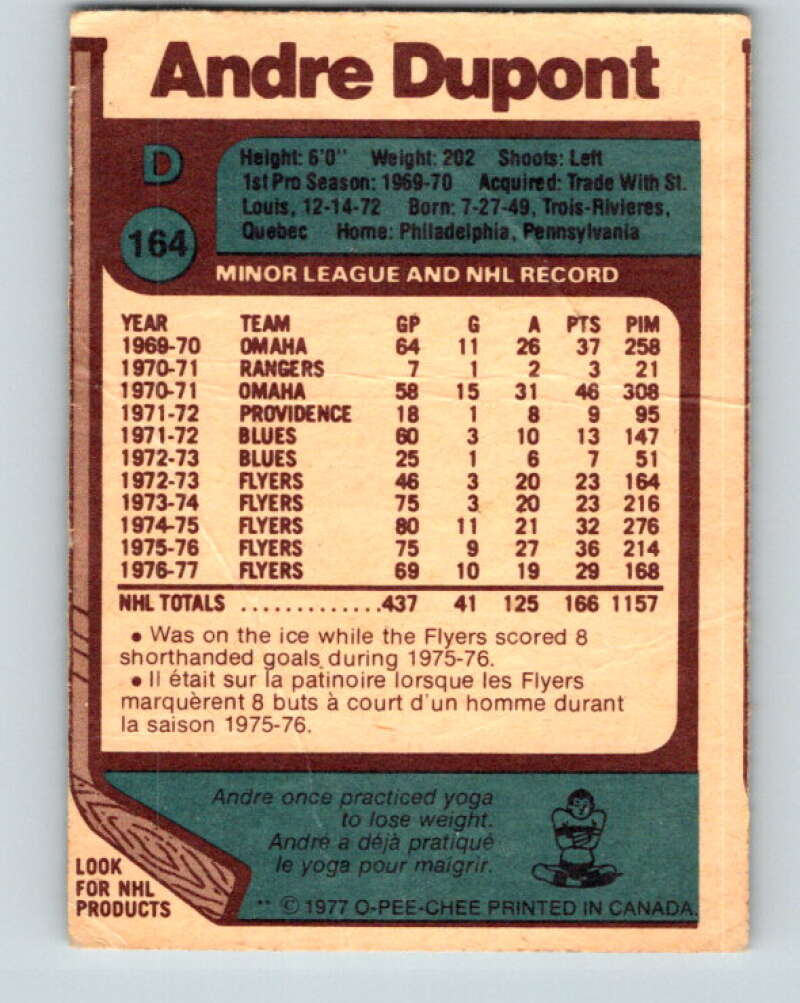 Andre Dupont
D
164
Height: 6'0" Weight: 202 Shoots: Left
1st Pro Season: 1969-70 Acquired: Trade With St.
Louis, 12-14-72 Born: 7-27-49, Trois-Rivieres,
Quebec Home: Philadelphia, Pennsylvania
MINOR LEAGUE AND NHL RECORD
YEAR TEAM GP G A PTS PIM
1969-70 OMAHA 64 11 26 37 258
1970-71 RANGERS 7 1 2 3 21
1970-71 OMAHA 58 15 31 46 308
1971-72 PROVIDENCE 18 1 8 9 95
1971-72 BLUES 60 3 10 13 147
1972-73 BLUES 25 1 6 7 51
1972-73 FLYERS 46 3 20 23 164
1973-74 FLYERS 75 3 20 23 216
1974-75 FLYERS 80 11 21 32 276
1975-76 FLYERS 75 9 27 36 214
1976-77 FLYERS 69 10 19 29 168
NHL TOTALS .............437 41 125 166 1157
• Was on the ice while the Flyers scored 8
shorthanded goals during 1975-76.
• Il était sur la patinoire lorsque les Flyers
marquèrent 8 buts à court d'un homme durant
la saison 1975-76.
Andre once practiced yoga
to lose weight.
André a déjà pratiqué
le yoga pour maigrir.
LOOK
FOR NHL
PRODUCTS
** © 1977 O-PEE-CHEE PRINTED IN CANADA.